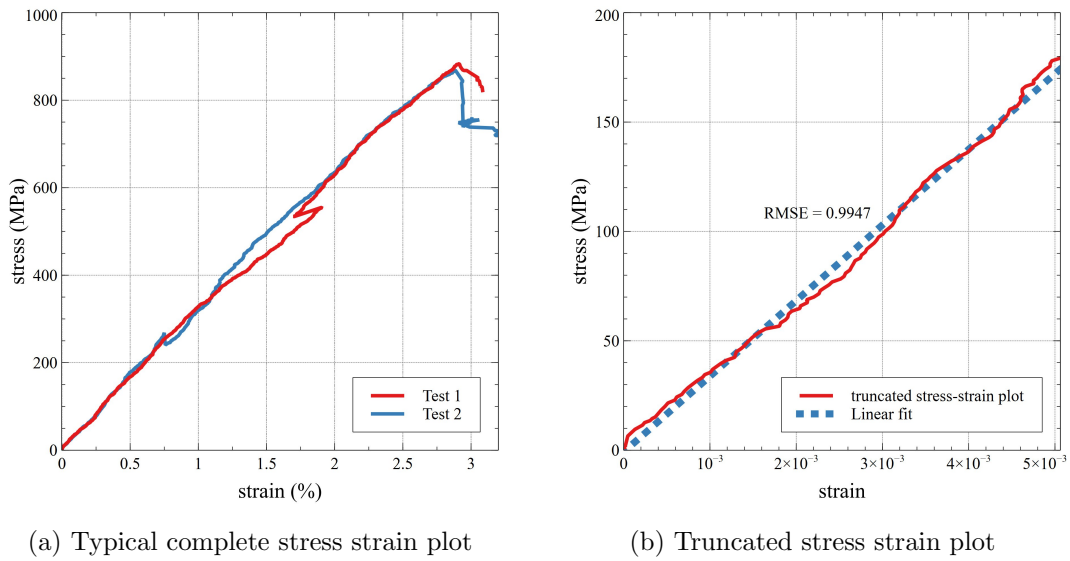 1000
800
600
400
200
0
stress (MPa)
0
0.5
1
1.5
2
2.5
3
strain (%)
Test 1
Test 2
(a) Typical complete stress strain plot
200
150
100
50
0
stress (MPa)
RMSE = 0.9947
truncated stress-strain plot
Linear fit
0
10⁻³
2×10⁻³
3×10⁻³
4×10⁻³
5×10⁻³
strain
(b) Truncated stress strain plot